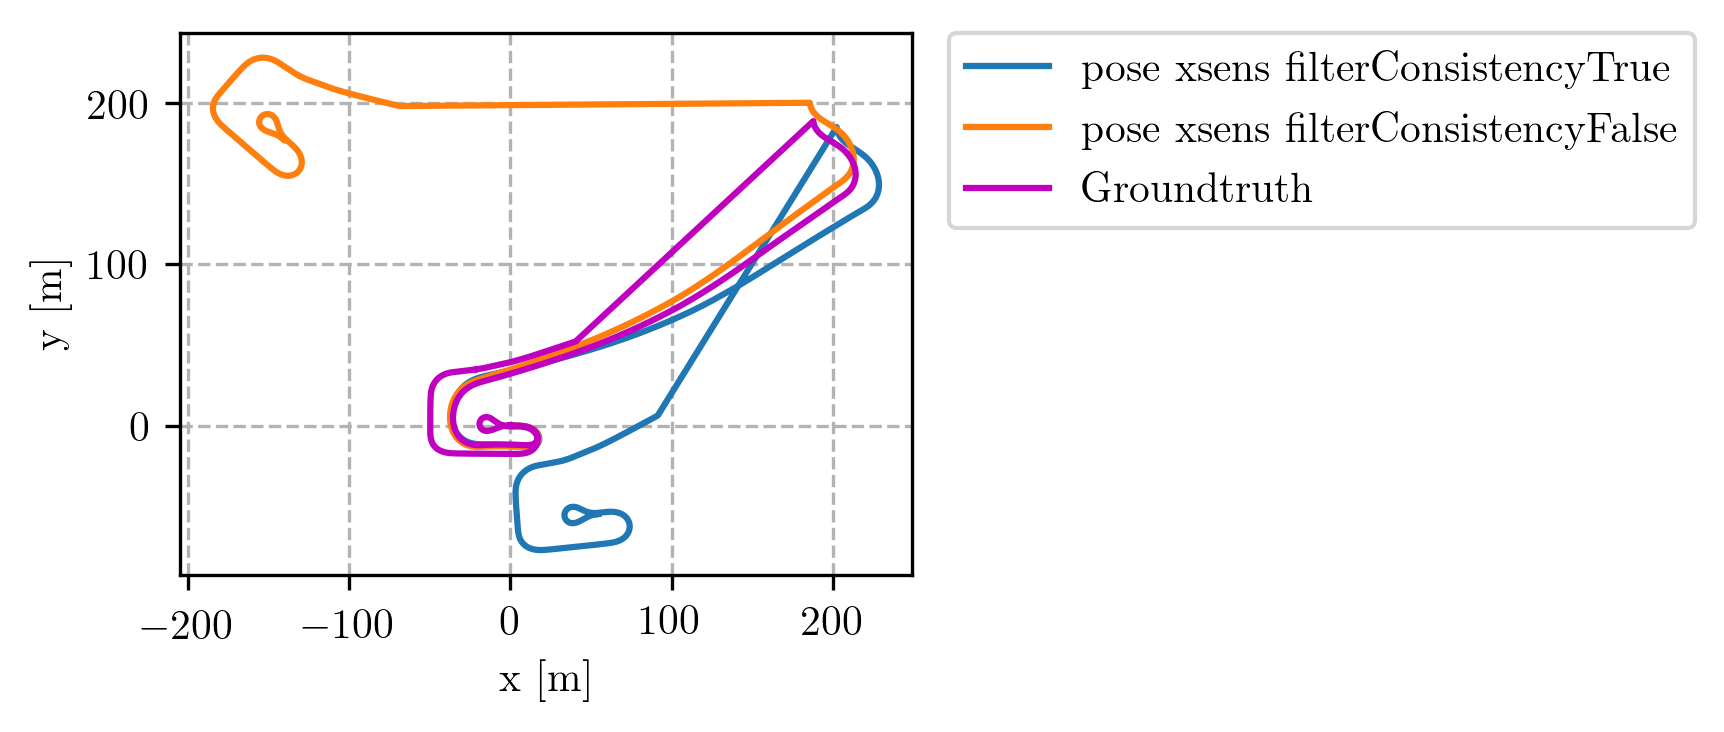 pose xsens filterConsistencyTrue
pose xsens filterConsistencyFalse
Groundtruth
200
100
0
y [m]
−200
−100
0
100
200
x [m]